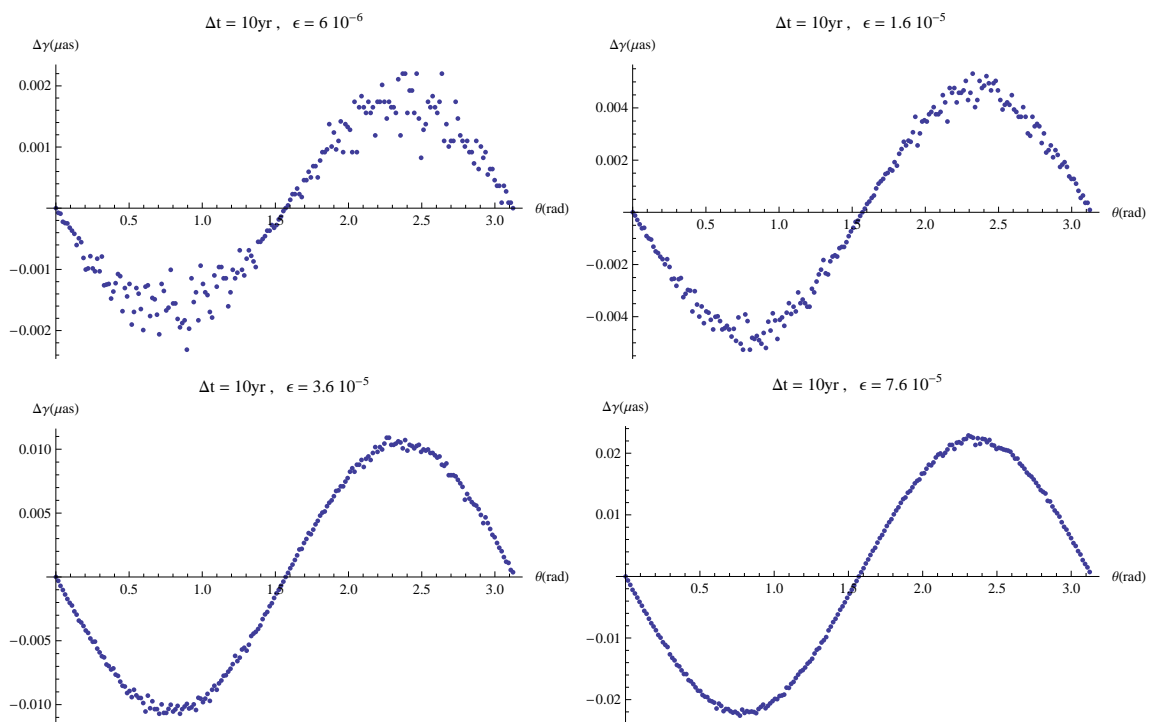 Δt = 10yr , ϵ = 6 10⁻⁶
Δγ(μas)
0.002
0.001
0.5 1.0 1.5 2.0 2.5 3.0 θ(rad)
−0.001
−0.002
Δt = 10yr , ϵ = 1.6 10⁻⁵
Δγ(μas)
0.004
0.002
0.5 1.0 1.5 2.0 2.5 3.0 θ(rad)
−0.002
−0.004
Δt = 10yr , ϵ = 3.6 10⁻⁵
Δγ(μas)
0.010
0.005
0.5 1.0 1.5 2.0 2.5 3.0 θ(rad)
−0.005
−0.010
Δt = 10yr , ϵ = 7.6 10⁻⁵
Δγ(μas)
0.02
0.01
0.5 1.0 1.5 2.0 2.5 3.0 θ(rad)
−0.01
−0.02